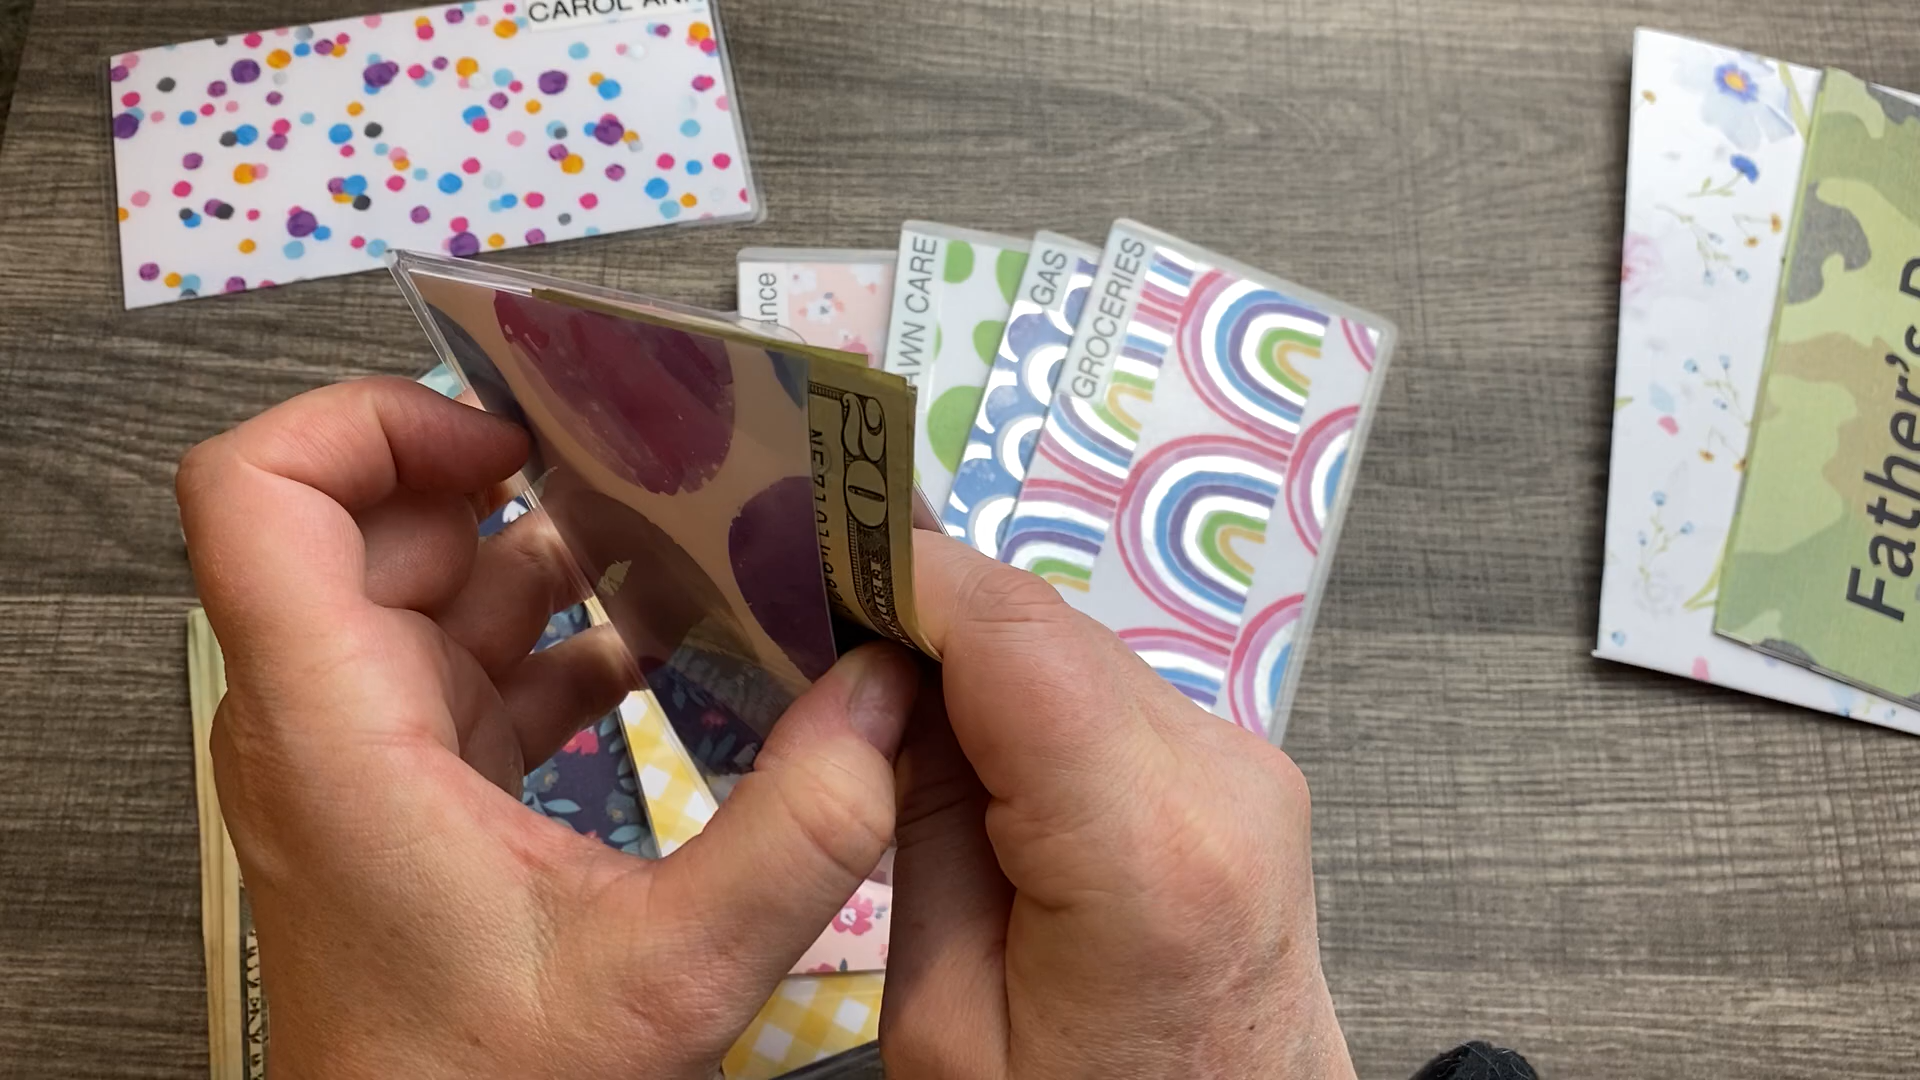 CAROL AN
ance
AWN CARE
GAS
GROCERIES
20
Father's